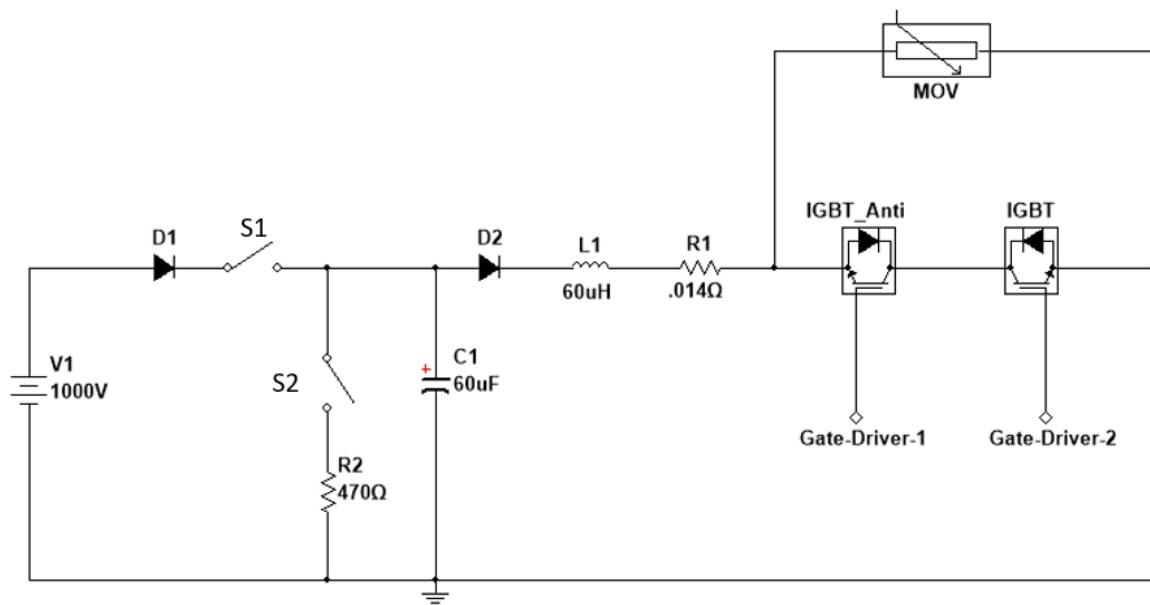 MOV
IGBT_Anti
IGBT
D1
S1
D2
L1
R1
60uH
.014Ω
V1
1000V
S2
C1
+
60uF
R2
470Ω
Gate-Driver-1
Gate-Driver-2